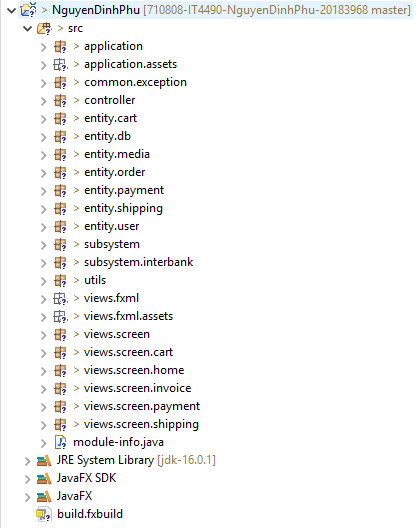 > NguyenDinhPhu [710808-IT4490-NguyenDinhPhu-20183968 master]
> src
> application
> application.assets
> common.exception
> controller
> entity.cart
> entity.db
> entity.media
> entity.order
> entity.payment
> entity.shipping
> entity.user
> subsystem
> subsystem.interbank
> utils
> views.fxml
> views.fxml.assets
> views.screen
> views.screen.cart
> views.screen.home
> views.screen.invoice
> views.screen.payment
> views.screen.shipping
module-info.java
JRE System Library [jdk-16.0.1]
JavaFX SDK
JavaFX
build.fxbuild